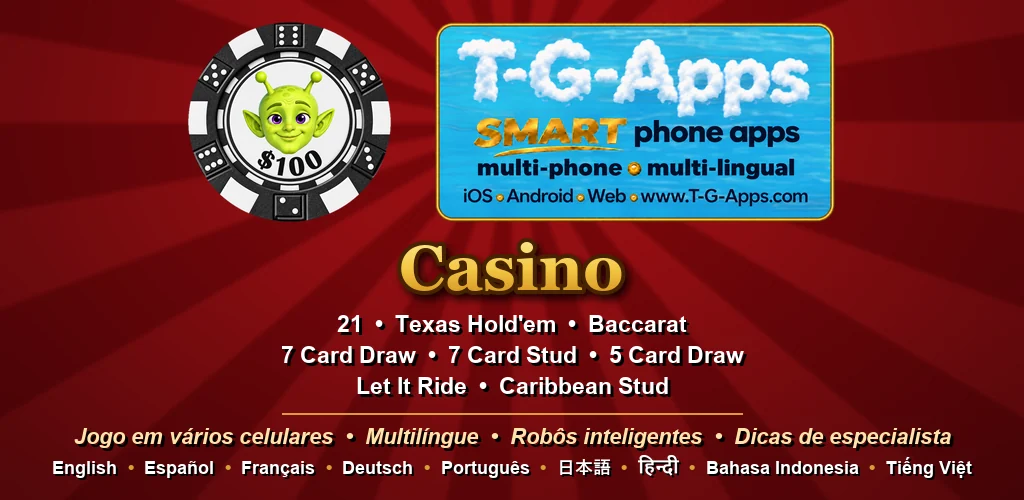 $100
T-G-Apps
SMART phone apps
multi-phone • multi-lingual
iOS • Android • Web • www.T-G-Apps.com
Casino
21 • Texas Hold'em • Baccarat
7 Card Draw • 7 Card Stud • 5 Card Draw
Let It Ride • Caribbean Stud
Jogo em vários celulares • Multilíngue • Robôs inteligentes • Dicas de especialista
English • Español • Français • Deutsch • Português • 日本語 • हिन्दी • Bahasa Indonesia • Tiếng Việt